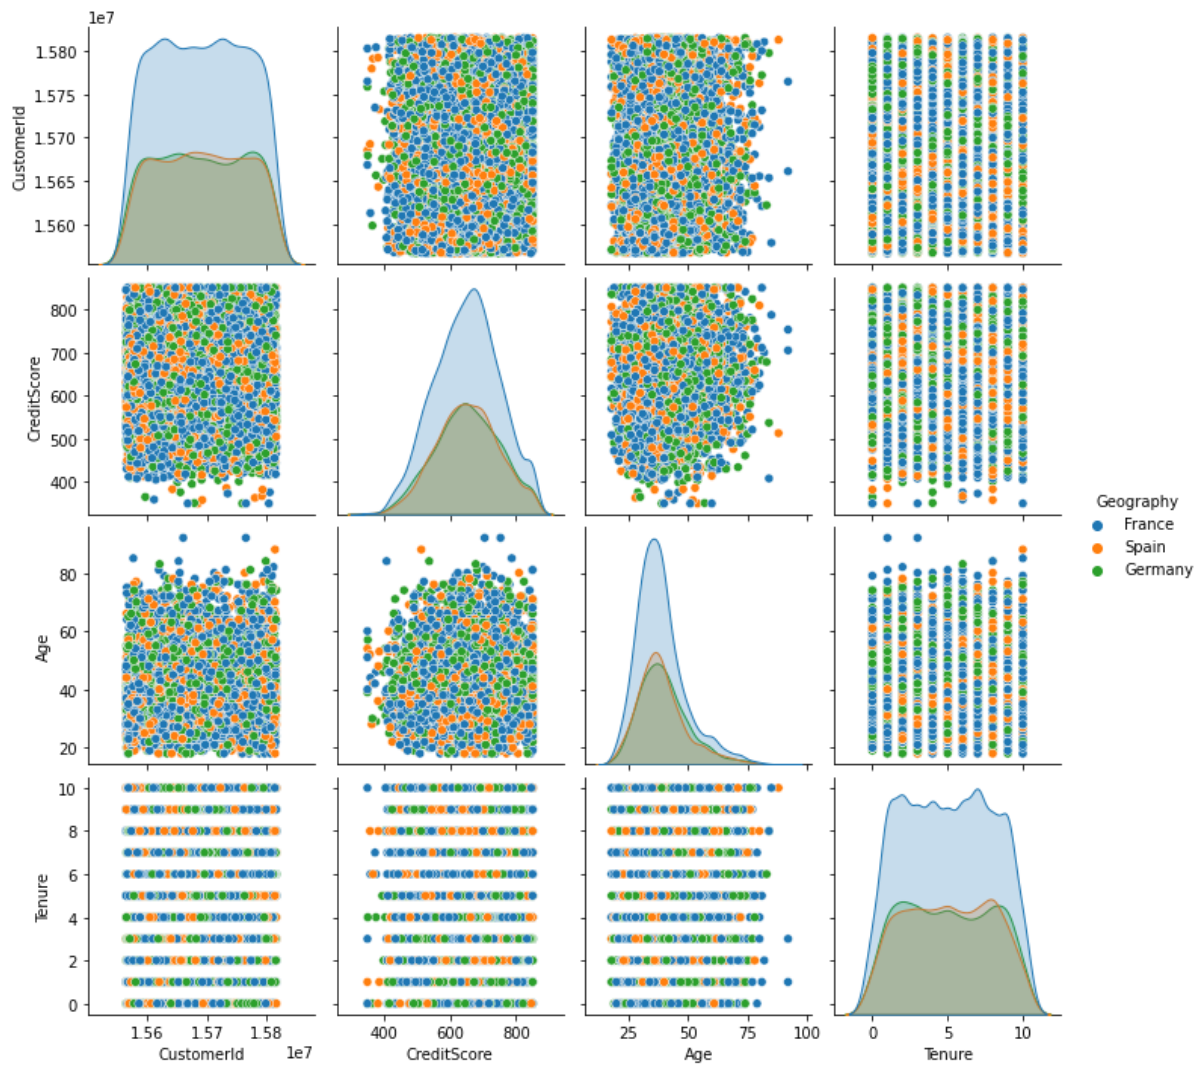 1e7
1.580
1.575
1.570
1.565
1.560
CustomerId
800
700
600
500
400
CreditScore
80
60
40
20
Age
10
8
6
4
2
0
Tenure
1.56 1.57 1.58
CustomerId 1e7
400 600 800
CreditScore
25 50 75 100
Age
0 5 10
Tenure
Geography
France
Spain
Germany